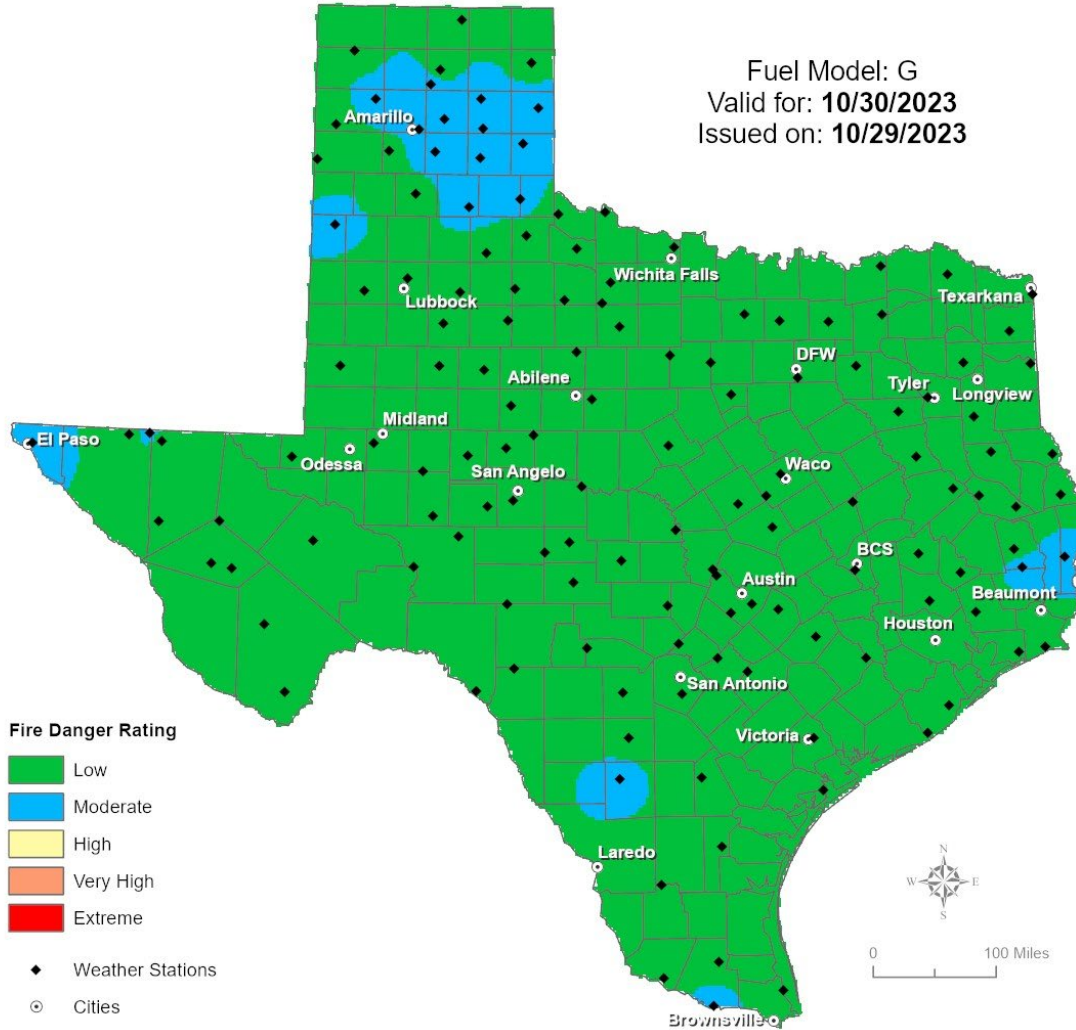 Fuel Model: G
Valid for: 10/30/2023
Issued on: 10/29/2023
Amarillo
Wichita Falls
Lubbock
Texarkana
DFW
Abilene
Tyler
Longview
Midland
El Paso
Odessa
San Angelo
Waco
BCS
Austin
Beaumont
Houston
San Antonio
Victoria
Laredo
Brownsville
Fire Danger Rating
Low
Moderate
High
Very High
Extreme
Weather Stations
Cities
N
W E
S
0 100 Miles